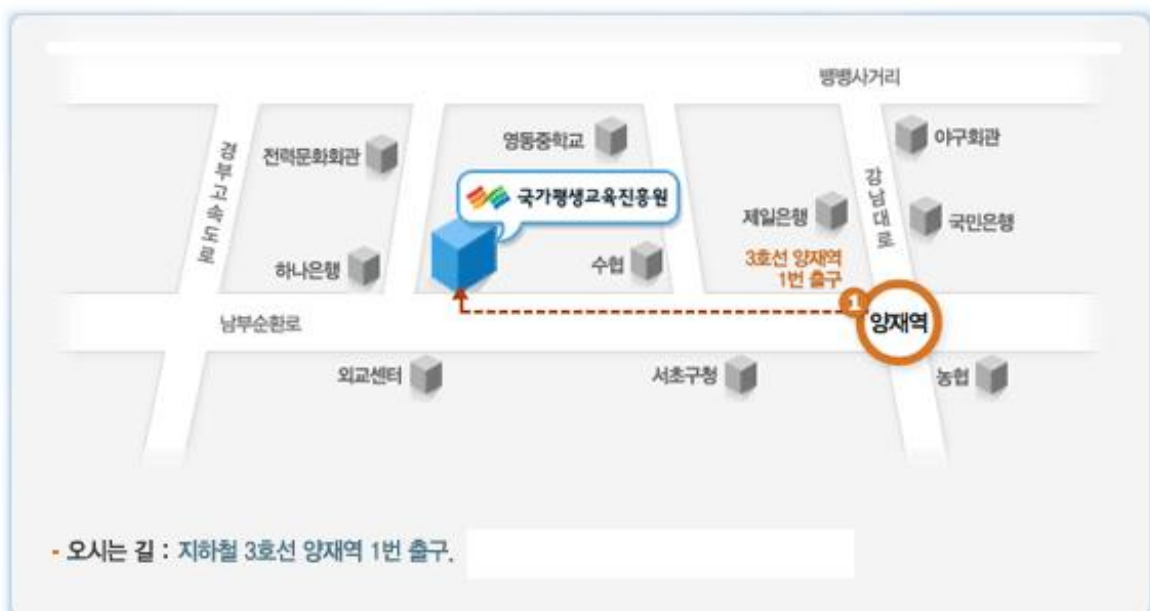 뱅뱅사거리
영동중학교
야구회관
전력문화회관
경부고속도로
국가평생교육진흥원
강남대로
제일은행
국민은행
하나은행
수협
3호선 양재역
1번 출구
1
남부순환로
양재역
외교센터
서초구청
농협
- 오시는 길 : 지하철 3호선 양재역 1번 출구.